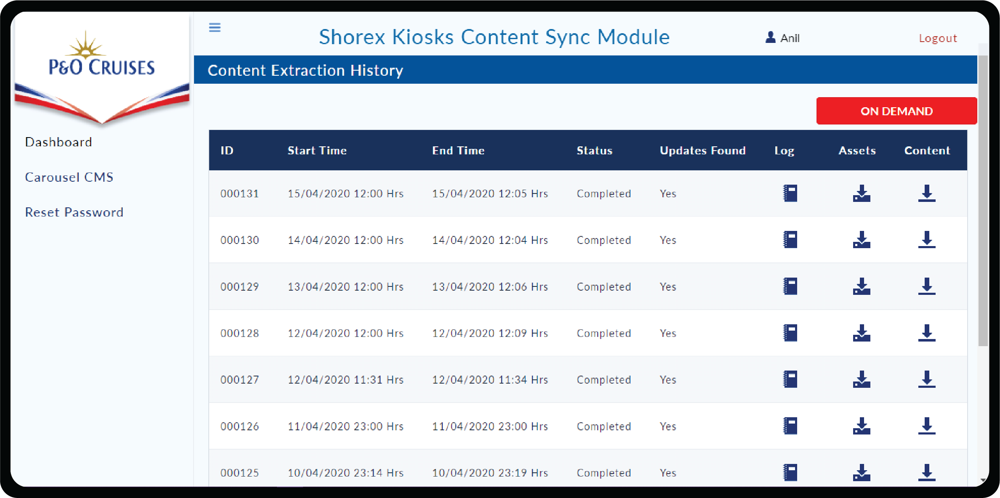 P&O CRUISES
Shorex Kiosks Content Sync Module
Anil
Logout
Content Extraction History
Dashboard
Carousel CMS
Reset Password
ON DEMAND
ID Start Time End Time Status Updates Found Log Assets Content
000131 15/04/2020 12:00 Hrs 15/04/2020 12:05 Hrs Completed Yes
000130 14/04/2020 12:00 Hrs 14/04/2020 12:04 Hrs Completed Yes
000129 13/04/2020 12:00 Hrs 13/04/2020 12:06 Hrs Completed Yes
000128 12/04/2020 12:00 Hrs 12/04/2020 12:09 Hrs Completed Yes
000127 12/04/2020 11:31 Hrs 12/04/2020 11:34 Hrs Completed Yes
000126 11/04/2020 23:00 Hrs 11/04/2020 23:00 Hrs Completed Yes
000125 10/04/2020 23:14 Hrs 10/04/2020 23:19 Hrs Completed Yes